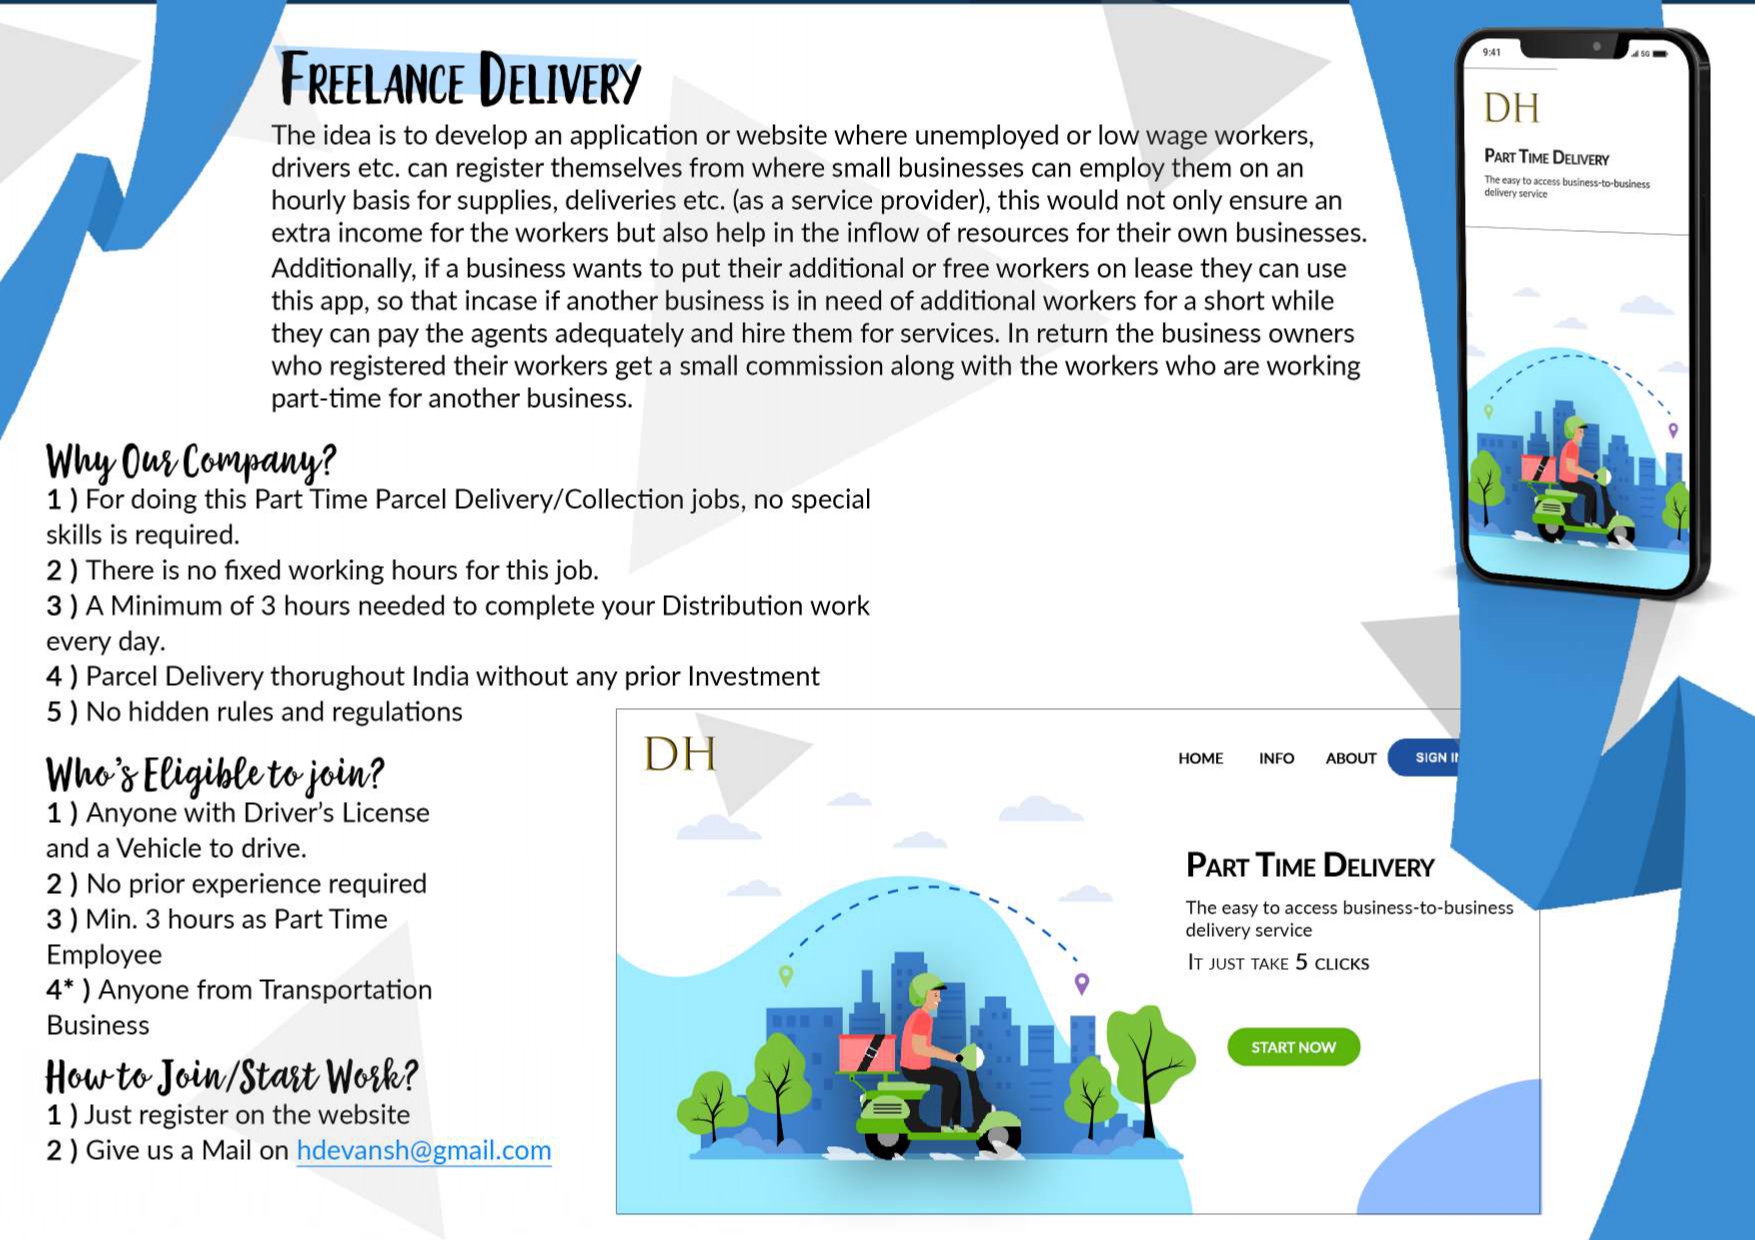 FREELANCE DELIVERY
The idea is to develop an application or website where unemployed or low wage workers,
drivers etc. can register themselves from where small businesses can employ them on an
hourly basis for supplies, deliveries etc. (as a service provider), this would not only ensure an
extra income for the workers but also help in the inflow of resources for their own businesses.
Additionally, if a business wants to put their additional or free workers on lease they can use
this app, so that incase if another business is in need of additional workers for a short while
they can pay the agents adequately and hire them for services. In return the business owners
who registered their workers get a small commission along with the workers who are working
part-time for another business.
Why Our Company?
1 ) For doing this Part Time Parcel Delivery/Collection jobs, no special
skills is required.
2 ) There is no fixed working hours for this job.
3 ) A Minimum of 3 hours needed to complete your Distribution work
every day.
4 ) Parcel Delivery thorughout India without any prior Investment
5 ) No hidden rules and regulations
Who's Eligible to join?
1 ) Anyone with Driver's License
and a Vehicle to drive.
2 ) No prior experience required
3 ) Min. 3 hours as Part Time
Employee
4* ) Anyone from Transportation
Business
How to Join/Start Work?
1 ) Just register on the website
2 ) Give us a Mail on hdevansh@gmail.com
9:41
5G
DH
PART TIME DELIVERY
The easy to access business-to-business
delivery service
DH
HOME INFO ABOUT SIGN I
PART TIME DELIVERY
The easy to access business-to-business
delivery service
IT JUST TAKE 5 CLICKS
START NOW